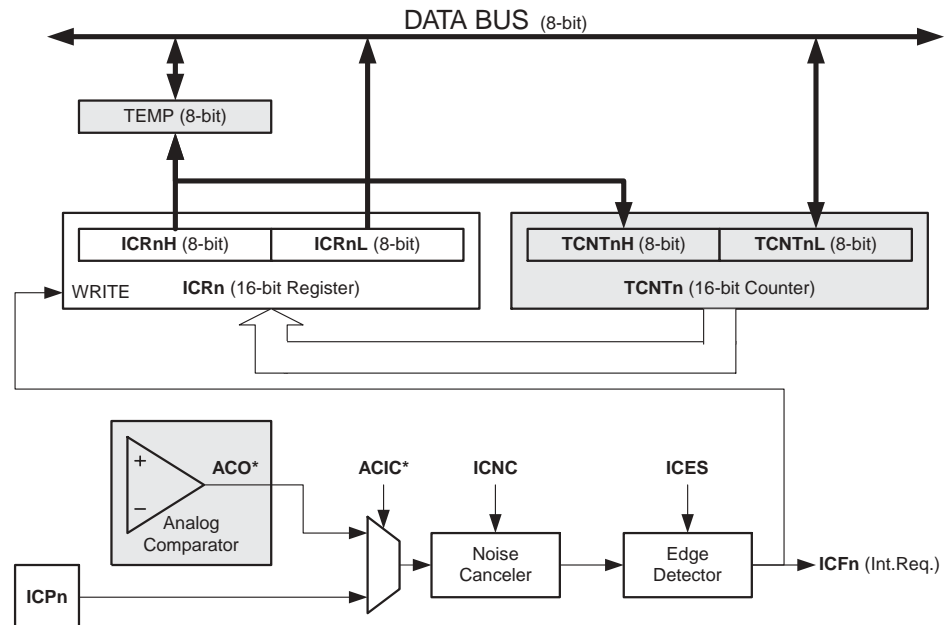 DATA BUS (8-bit)
TEMP (8-bit)
ICRnH (8-bit)
ICRnL (8-bit)
TCNTnH (8-bit)
TCNTnL (8-bit)
WRITE
ICRn (16-bit Register)
TCNTn (16-bit Counter)
+
−
ACO*
Analog
Comparator
ACIC*
ICNC
ICES
Noise
Canceler
Edge
Detector
ICFn (Int.Req.)
ICPn